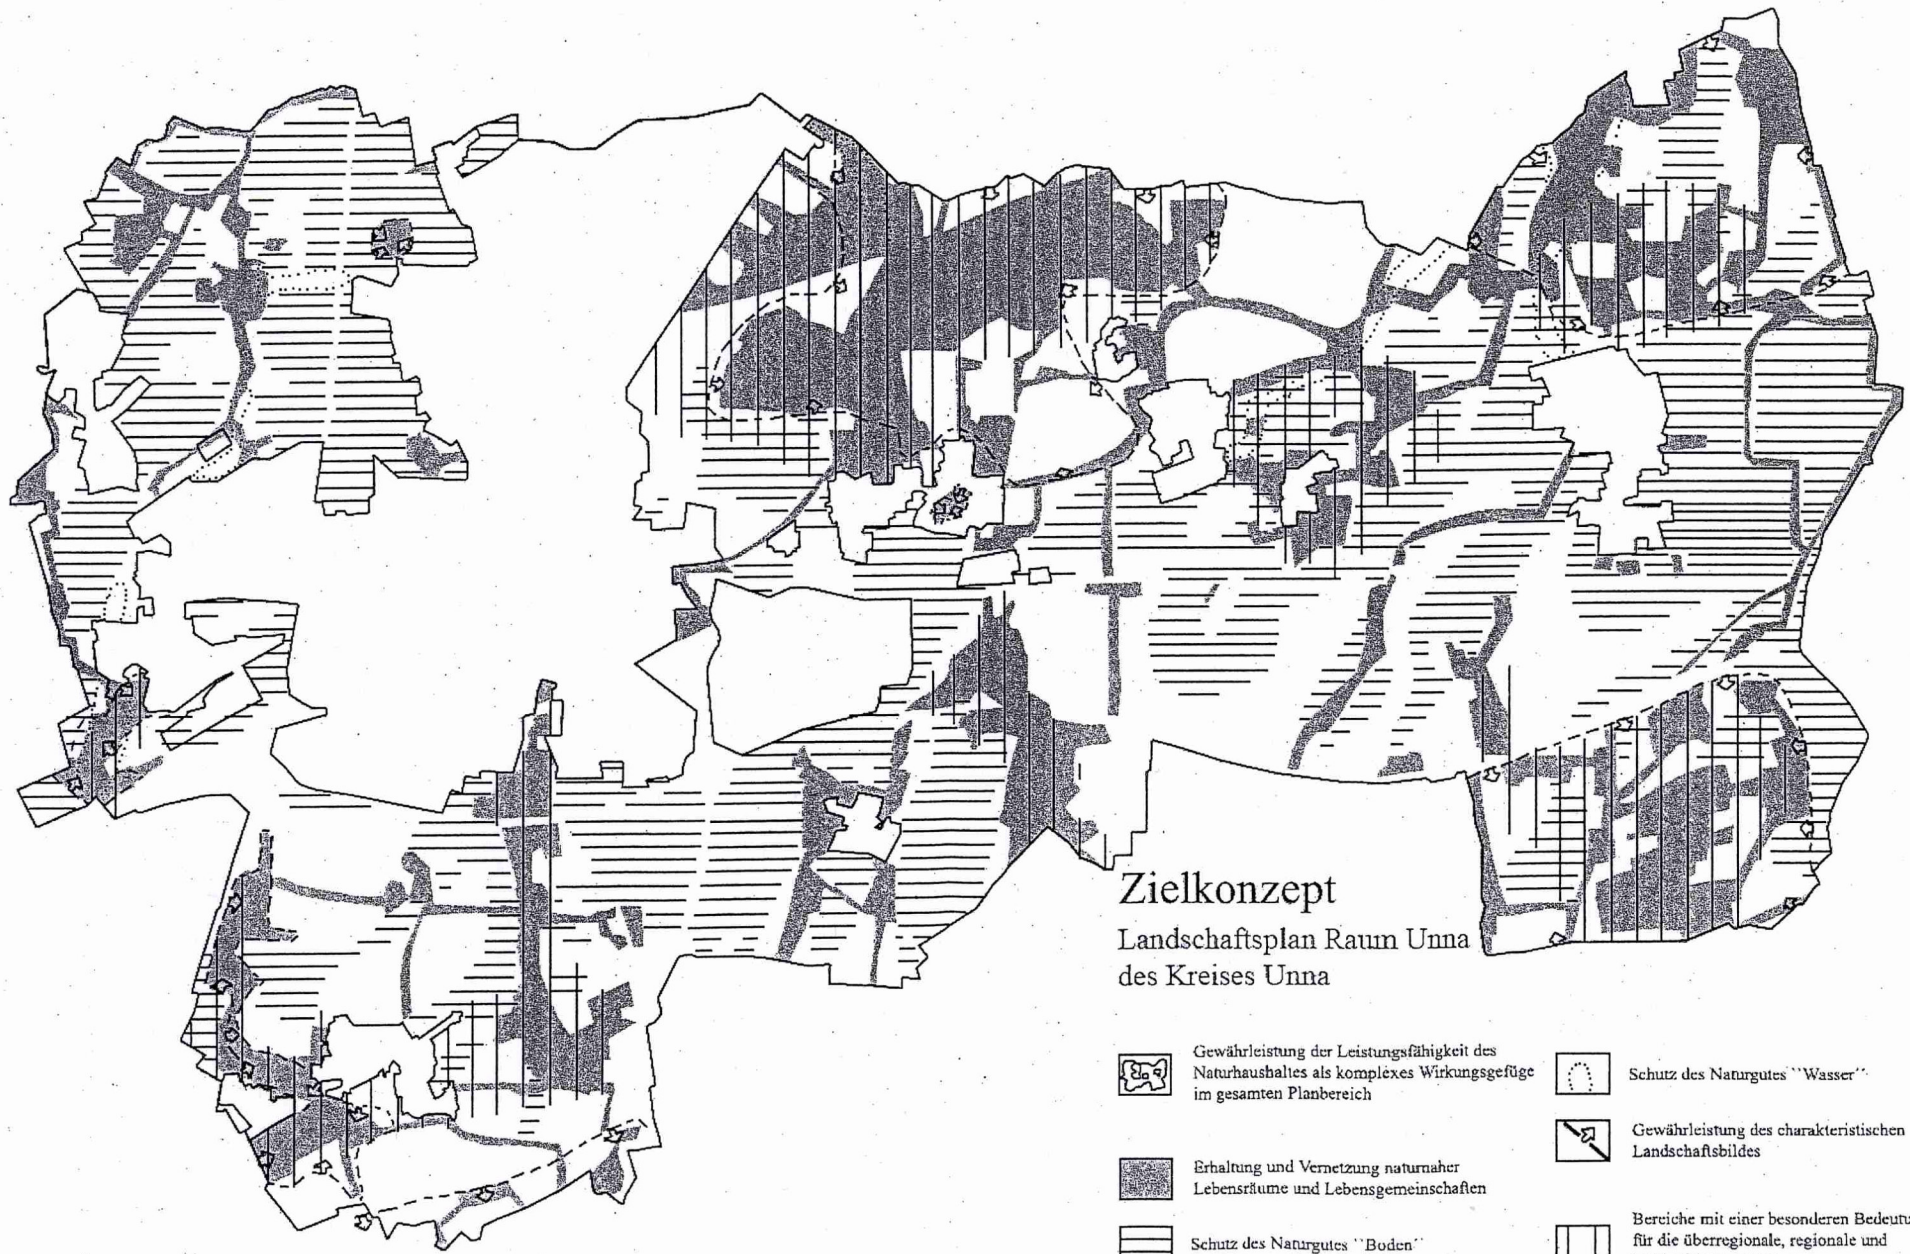 Zielkonzept
Landschaftsplan Raum Unna
des Kreises Unna
Gewährleistung der Leistungsfähigkeit des
Naturhaushaltes als komplexes Wirkungsgefüge
im gesamten Planbereich
Erhaltung und Vernetzung naturnaher
Lebensräume und Lebensgemeinschaften
Schutz des Naturgutes "Boden"
Schutz des Naturgutes "Wasser"
Gewährleistung des charakteristischen
Landschaftsbildes
Bereiche mit einer besonderen Bedeutu
für die überregionale, regionale und